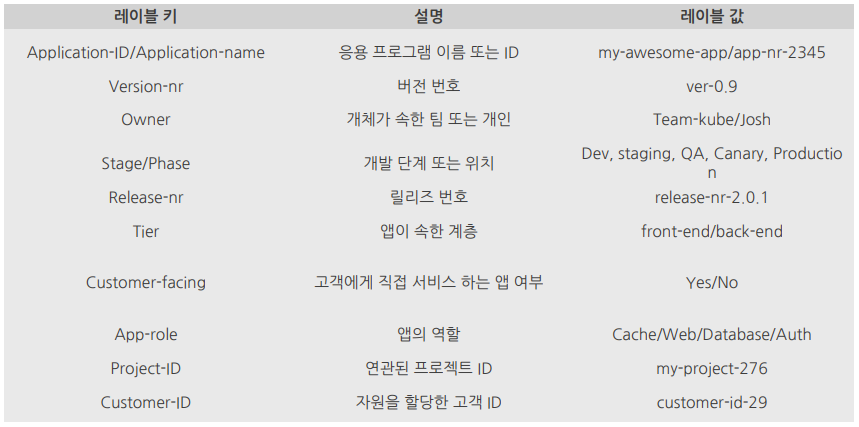 레이블 키 설명 레이블 값
Application-ID/Application-name 응용 프로그램 이름 또는 ID my-awesome-app/app-nr-2345
Version-nr 버전 번호 ver-0.9
Owner 개체가 속한 팀 또는 개인 Team-kube/Josh
Stage/Phase 개발 단계 또는 위치 Dev, staging, QA, Canary, Productio
n
Release-nr 릴리즈 번호 release-nr-2.0.1
Tier 앱이 속한 계층 front-end/back-end
Customer-facing 고객에게 직접 서비스 하는 앱 여부 Yes/No
App-role 앱의 역할 Cache/Web/Database/Auth
Project-ID 연관된 프로젝트 ID my-project-276
Customer-ID 자원을 할당한 고객 ID customer-id-29